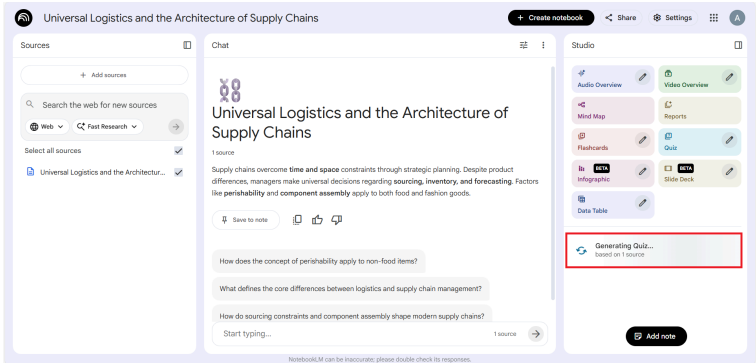 Universal Logistics and the Architecture of Supply Chains
+ Create notebook
Share
Settings
A
Sources
+ Add sources
Search the web for new sources
Web
Fast Research
Select all sources
Universal Logistics and the Architectur...
Chat
Universal Logistics and the Architecture of
Supply Chains
1 source
Supply chains overcome time and space constraints through strategic planning. Despite product
differences, managers make universal decisions regarding sourcing, inventory, and forecasting. Factors
like perishability and component assembly apply to both food and fashion goods.
Save to note
How does the concept of perishability apply to non-food items?
What defines the core differences between logistics and supply chain management?
How do sourcing constraints and component assembly shape modern supply chains?
Start typing...
1 source
NotebookLM can be inaccurate; please double check its responses.
Studio
Audio Overview
Video Overview
Mind Map
Reports
Flashcards
Quiz
BETA
Infographic
BETA
Slide Deck
Data Table
Generating Quiz...
based on 1 source
Add note